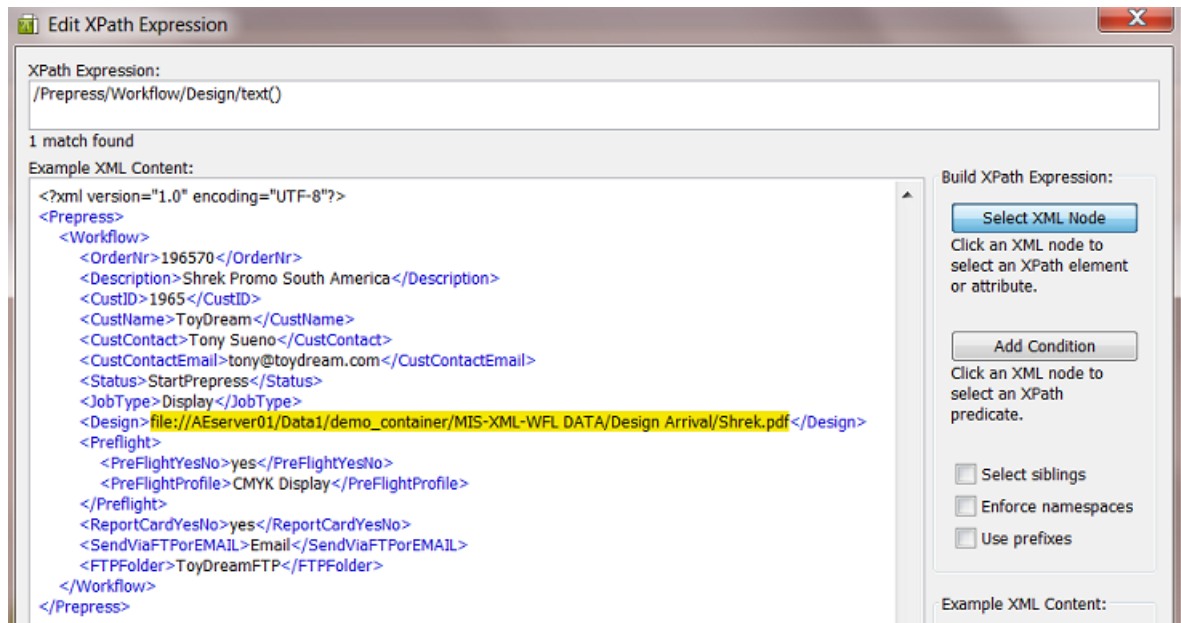 Edit XPath Expression
X
XPath Expression:
/Prepress/Workflow/Design/text()
1 match found
Example XML Content:
<?xml version="1.0" encoding="UTF-8"?>
<Prepress>
<Workflow>
<OrderNr>196570</OrderNr>
<Description>Shrek Promo South America</Description>
<CustID>1965</CustID>
<CustName>ToyDream</CustName>
<CustContact>Tony Sueno</CustContact>
<CustContactEmail>tony@toydream.com</CustContactEmail>
<Status>StartPrepress</Status>
<JobType>Display</JobType>
<Design>file://AEserver01/Data1/demo_container/MIS-XML-WFL DATA/Design Arrival/Shrek.pdf</Design>
<Preflight>
<PreFlightYesNo>yes</PreFlightYesNo>
<PreFlightProfile>CMYK Display</PreFlightProfile>
</Preflight>
<ReportCardYesNo>yes</ReportCardYesNo>
<SendViaFTPorEMAIL>Email</SendViaFTPorEMAIL>
<FTPFolder>ToyDreamFTP</FTPFolder>
</Workflow>
</Prepress>
Build XPath Expression:
Select XML Node
Click an XML node to
select an XPath element
or attribute.
Add Condition
Click an XML node to
select an XPath
predicate.
Select siblings
Enforce namespaces
Use prefixes
Example XML Content: